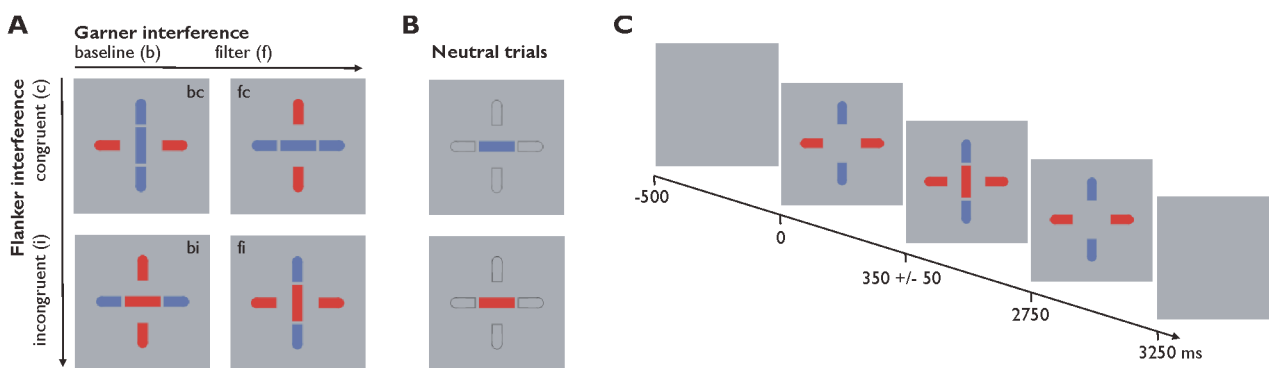 A
Garner interference
baseline (b)
filter (f)
Flanker interference
congruent (c)
incongruent (i)
bc
fc
bi
fi
B
Neutral trials
C
-500
0
350 +/- 50
2750
3250 ms